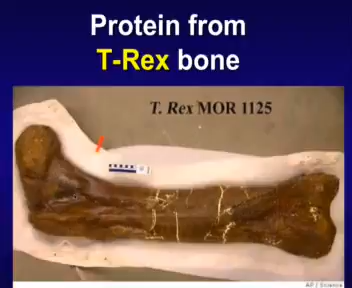 Protein from
T-Rex bone
T. Rex MOR 1125
AP / Science